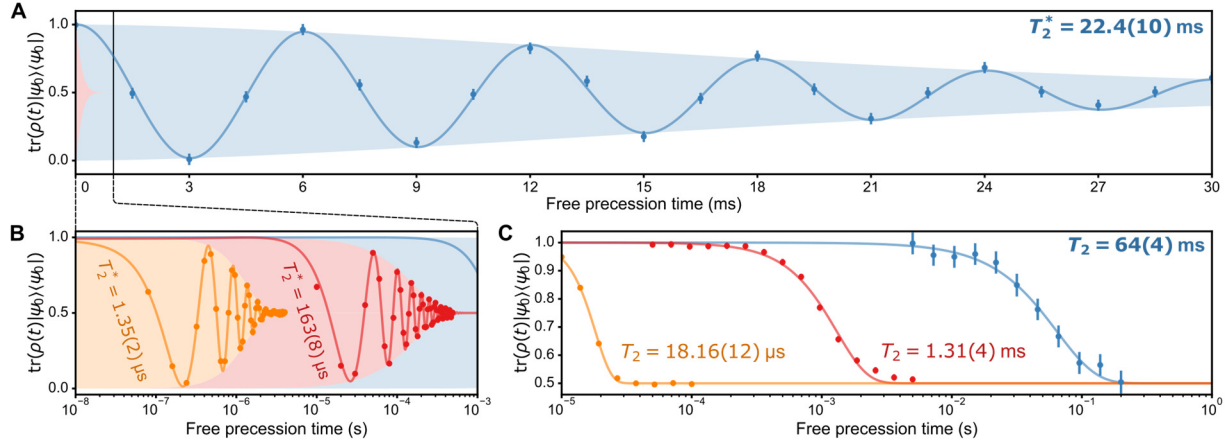 A
T₂* = 22.4(10) ms
tr(ρ(t)|ψ₀⟩⟨ψ₀|)
1.0
0.5
0.0
0 3 6 9 12 15 18 21 24 27 30
Free precession time (ms)
B
tr(ρ(t)|ψ₀⟩⟨ψ₀|)
1.0
0.5
0.0
T₂* = 1.35(2) µs
T₂* = 163(8) µs
10⁻⁸ 10⁻⁷ 10⁻⁶ 10⁻⁵ 10⁻⁴ 10⁻³
Free precession time (s)
C
T₂ = 64(4) ms
tr(ρ(t)|ψ₀⟩⟨ψ₀|)
1.0
0.9
0.8
0.7
0.6
0.5
T₂ = 18.16(12) µs
T₂ = 1.31(4) ms
10⁻⁵ 10⁻⁴ 10⁻³ 10⁻² 10⁻¹ 10⁰
Free precession time (s)